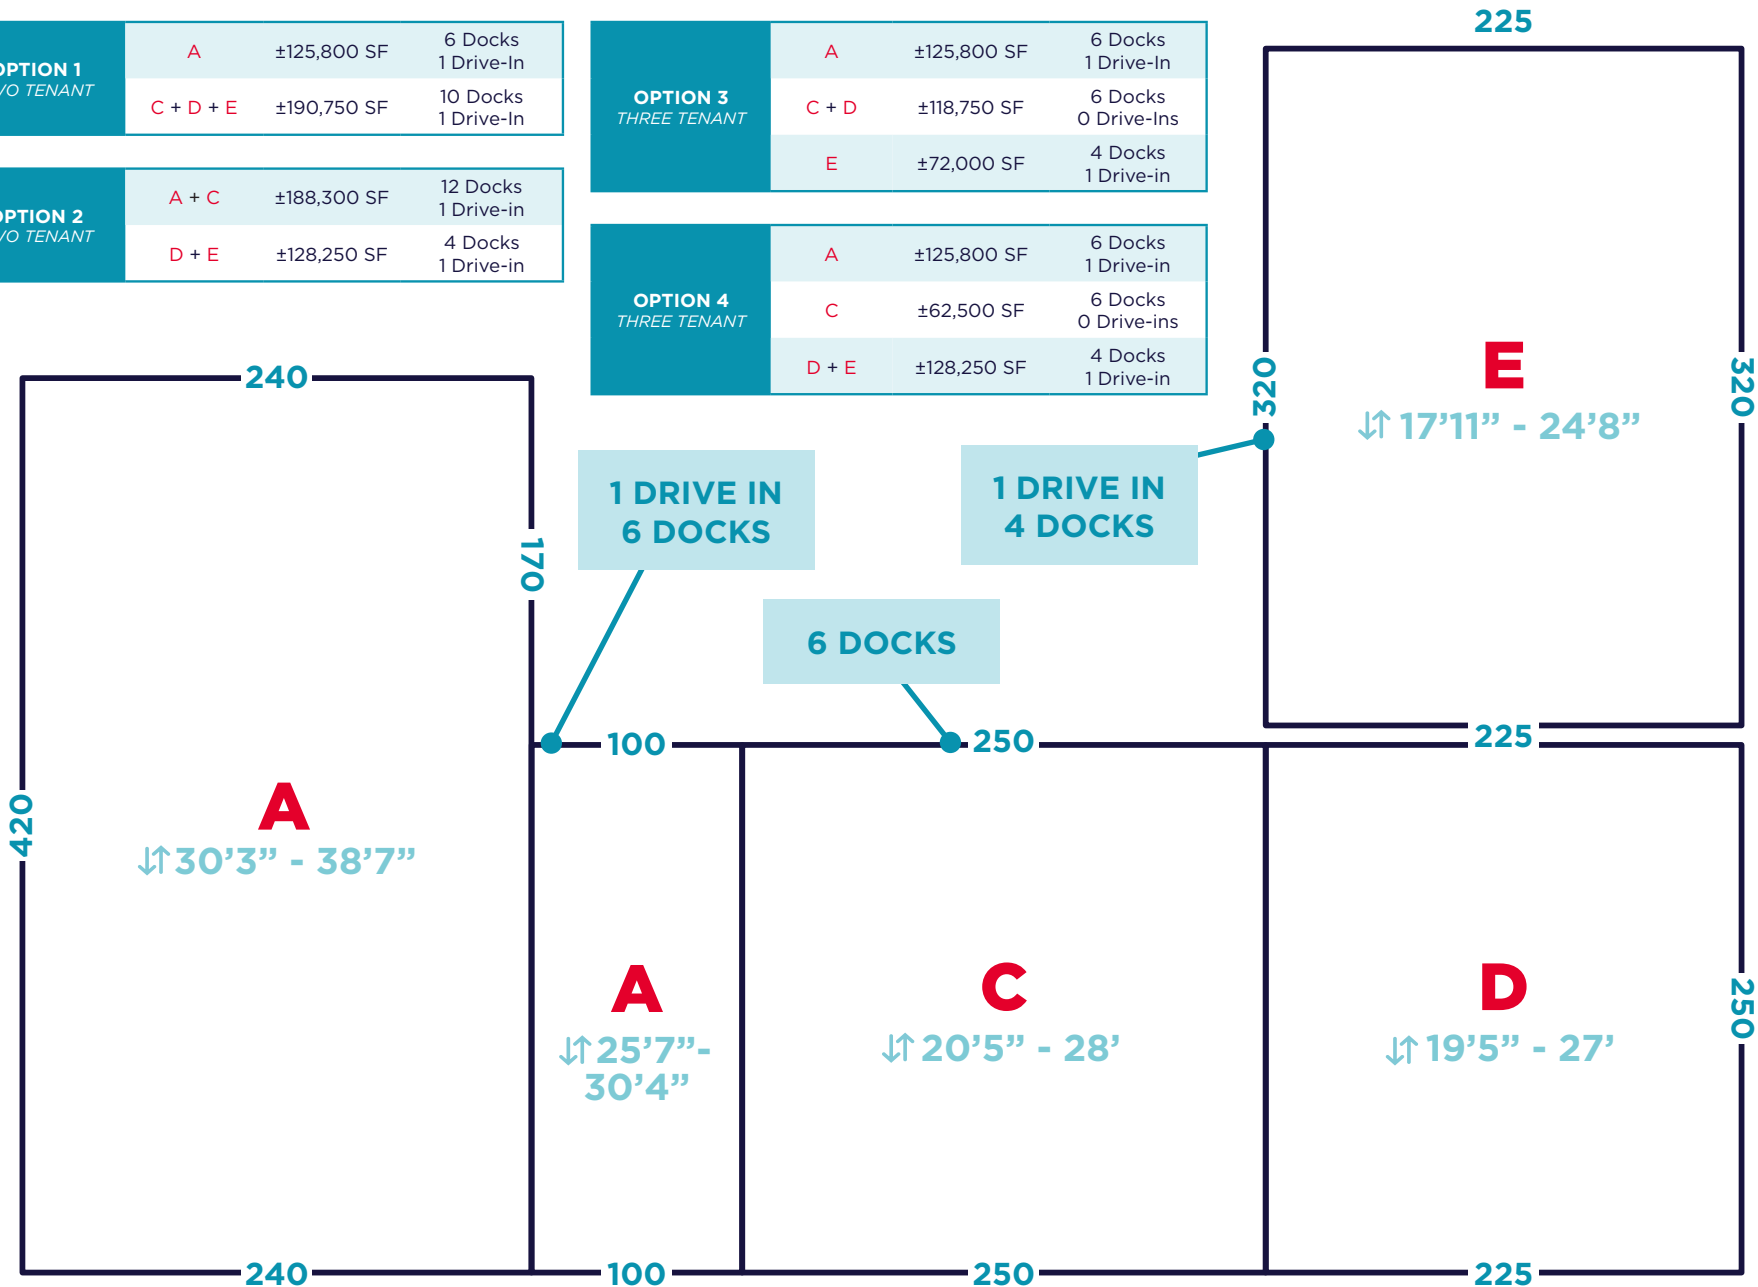 OPTION 1
TENANT
A
±125,800 SF
6 Docks
1 Drive-In
C + D + E
±190,750 SF
10 Docks
1 Drive-In
OPTION 2
TENANT
A + C
±188,300 SF
12 Docks
1 Drive-in
D + E
±128,250 SF
4 Docks
1 Drive-in
OPTION 3
THREE TENANT
A
±125,800 SF
6 Docks
1 Drive-In
C + D
±118,750 SF
6 Docks
0 Drive-Ins
E
±72,000 SF
4 Docks
1 Drive-in
OPTION 4
THREE TENANT
A
±125,800 SF
6 Docks
1 Drive-in
C
±62,500 SF
6 Docks
0 Drive-ins
D + E
±128,250 SF
4 Docks
1 Drive-in
225
320
E
17'11” - 24'8”
320
225
240
170
420
A
30'3” - 38'7”
240
1 DRIVE IN
6 DOCKS
1 DRIVE IN
4 DOCKS
6 DOCKS
100
A
25'7”-
30'4”
100
250
C
20'5” - 28'
250
D
19'5” - 27'
250
225